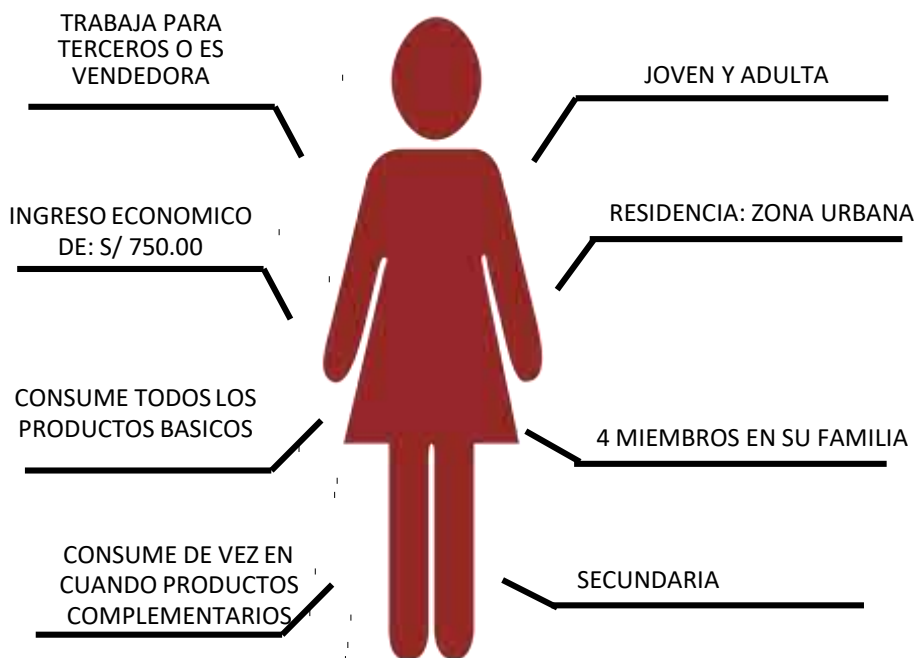 TRABAJA PARA
TERCEROS O ES
VENDEDORA
JOVEN Y ADULTA
INGRESO ECONOMICO
DE: S/ 750.00
RESIDENCIA: ZONA URBANA
CONSUME TODOS LOS
PRODUCTOS BASICOS
4 MIEMBROS EN SU FAMILIA
CONSUME DE VEZ EN
CUANDO PRODUCTOS
COMPLEMENTARIOS
SECUNDARIA